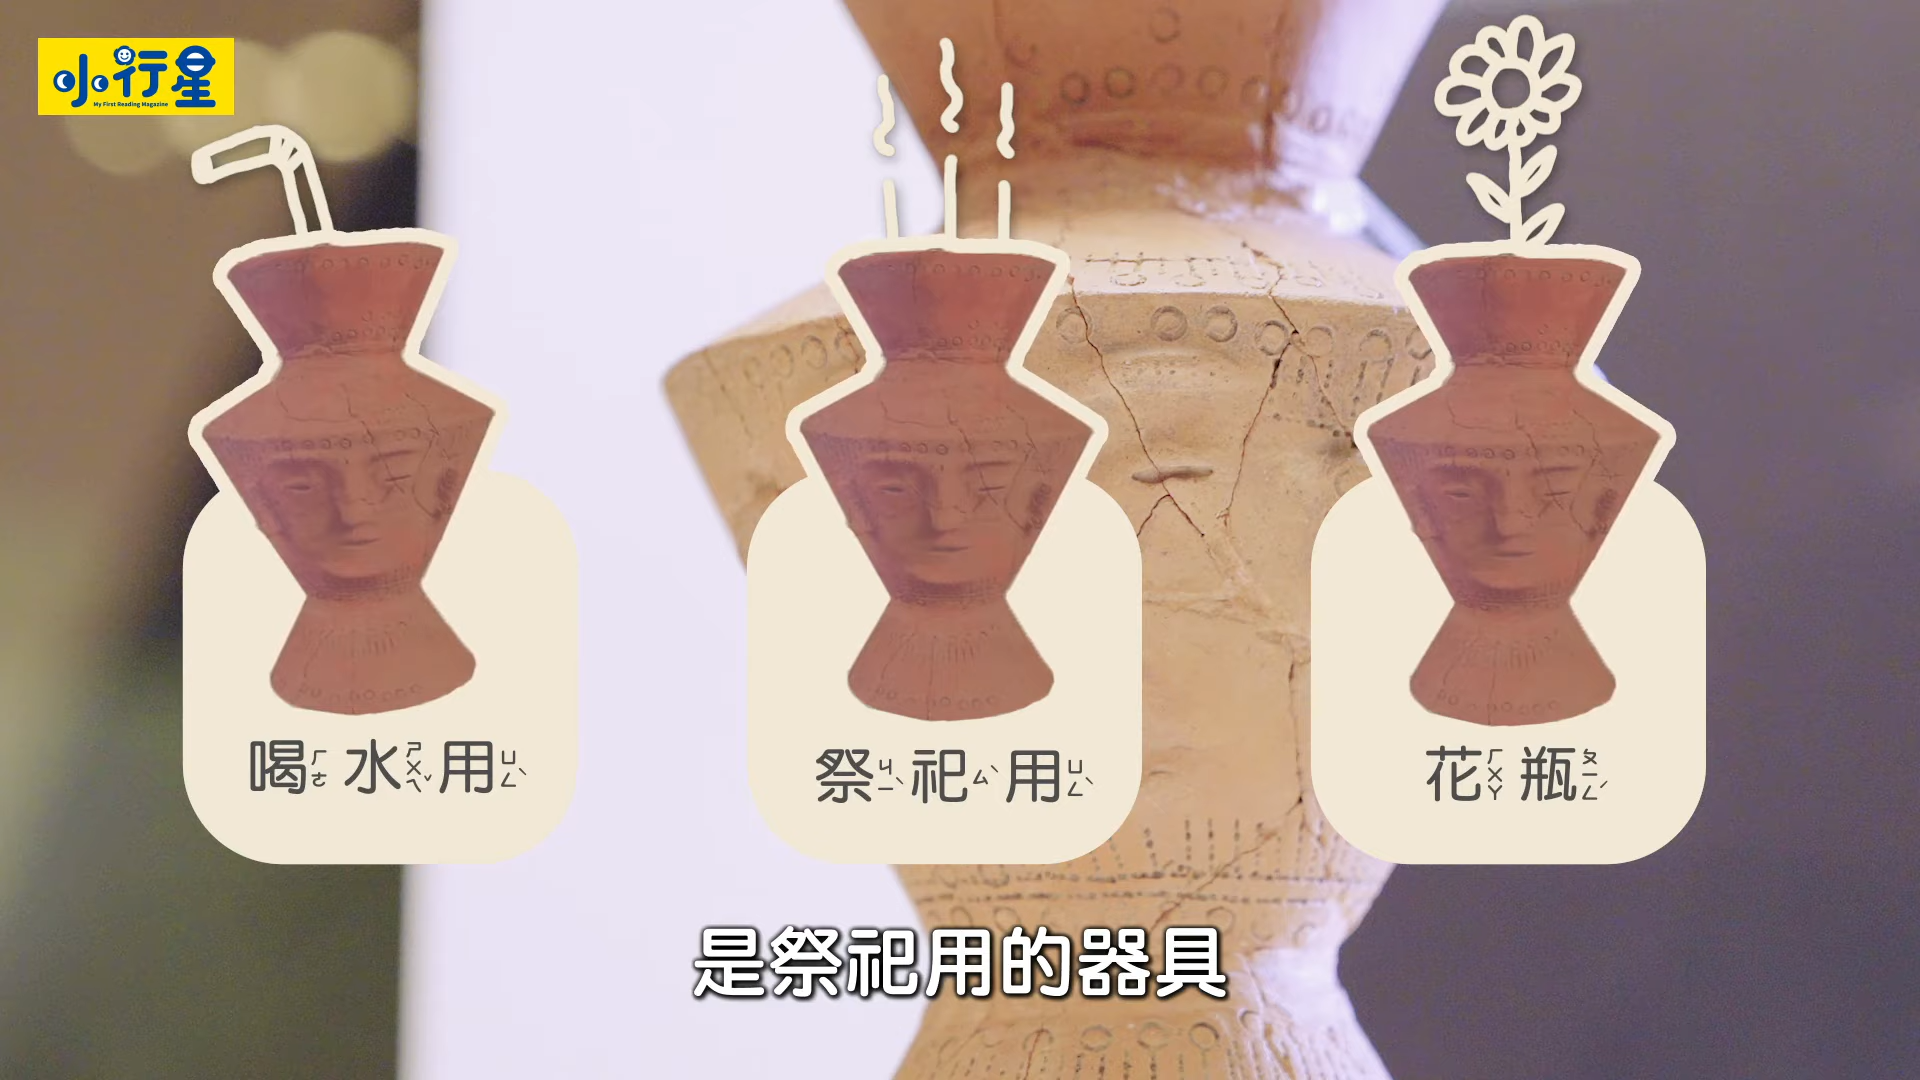 小行星
My First Reading Magazine
喝ㄏㄜ水ㄕㄨㄟˇ用ㄩㄥˋ
祭ㄐㄧˋ祀ㄙˋ用ㄩㄥˋ
花ㄏㄨㄚ瓶ㄆㄧㄥˊ
是祭祀用的器具